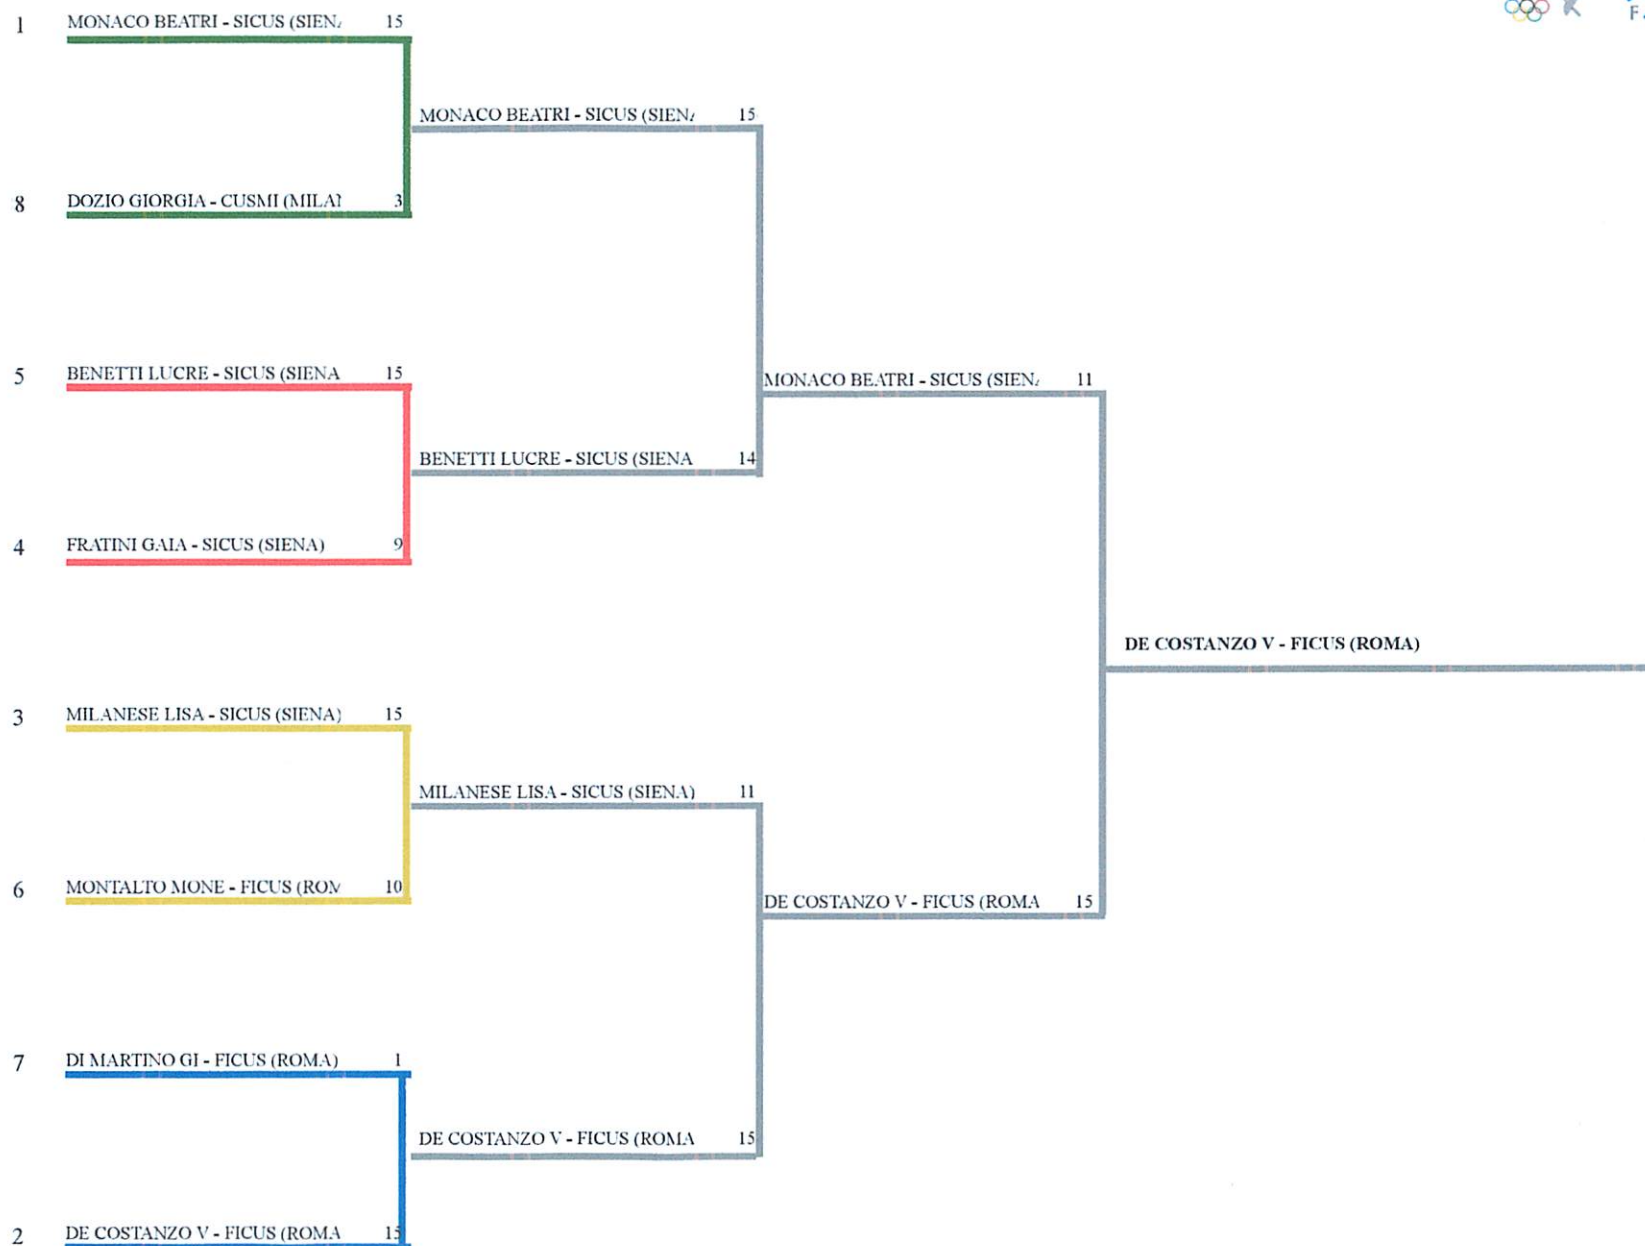 1 MONACO BEATRI - SICUS (SIEN 15
MONACO BEATRI - SICUS (SIEN 15
8 DOZIO GIORGIA - CUSMI (MILA 3
5 BENETTI LUCRE - SICUS (SIENA 15
MONACO BEATRI - SICUS (SIEN 11
BENETTI LUCRE - SICUS (SIENA 14
4 FRATINI GAIA - SICUS (SIENA) 9
DE COSTANZO V - FICUS (ROMA)
3 MILANESE LISA - SICUS (SIENA) 15
MILANESE LISA - SICUS (SIENA) 11
6 MONTALTO MONE - FICUS (ROM 10
DE COSTANZO V - FICUS (ROMA 15
7 DI MARTINO GI - FICUS (ROMA) 1
DE COSTANZO V - FICUS (ROMA 15
2 DE COSTANZO V - FICUS (ROMA 15